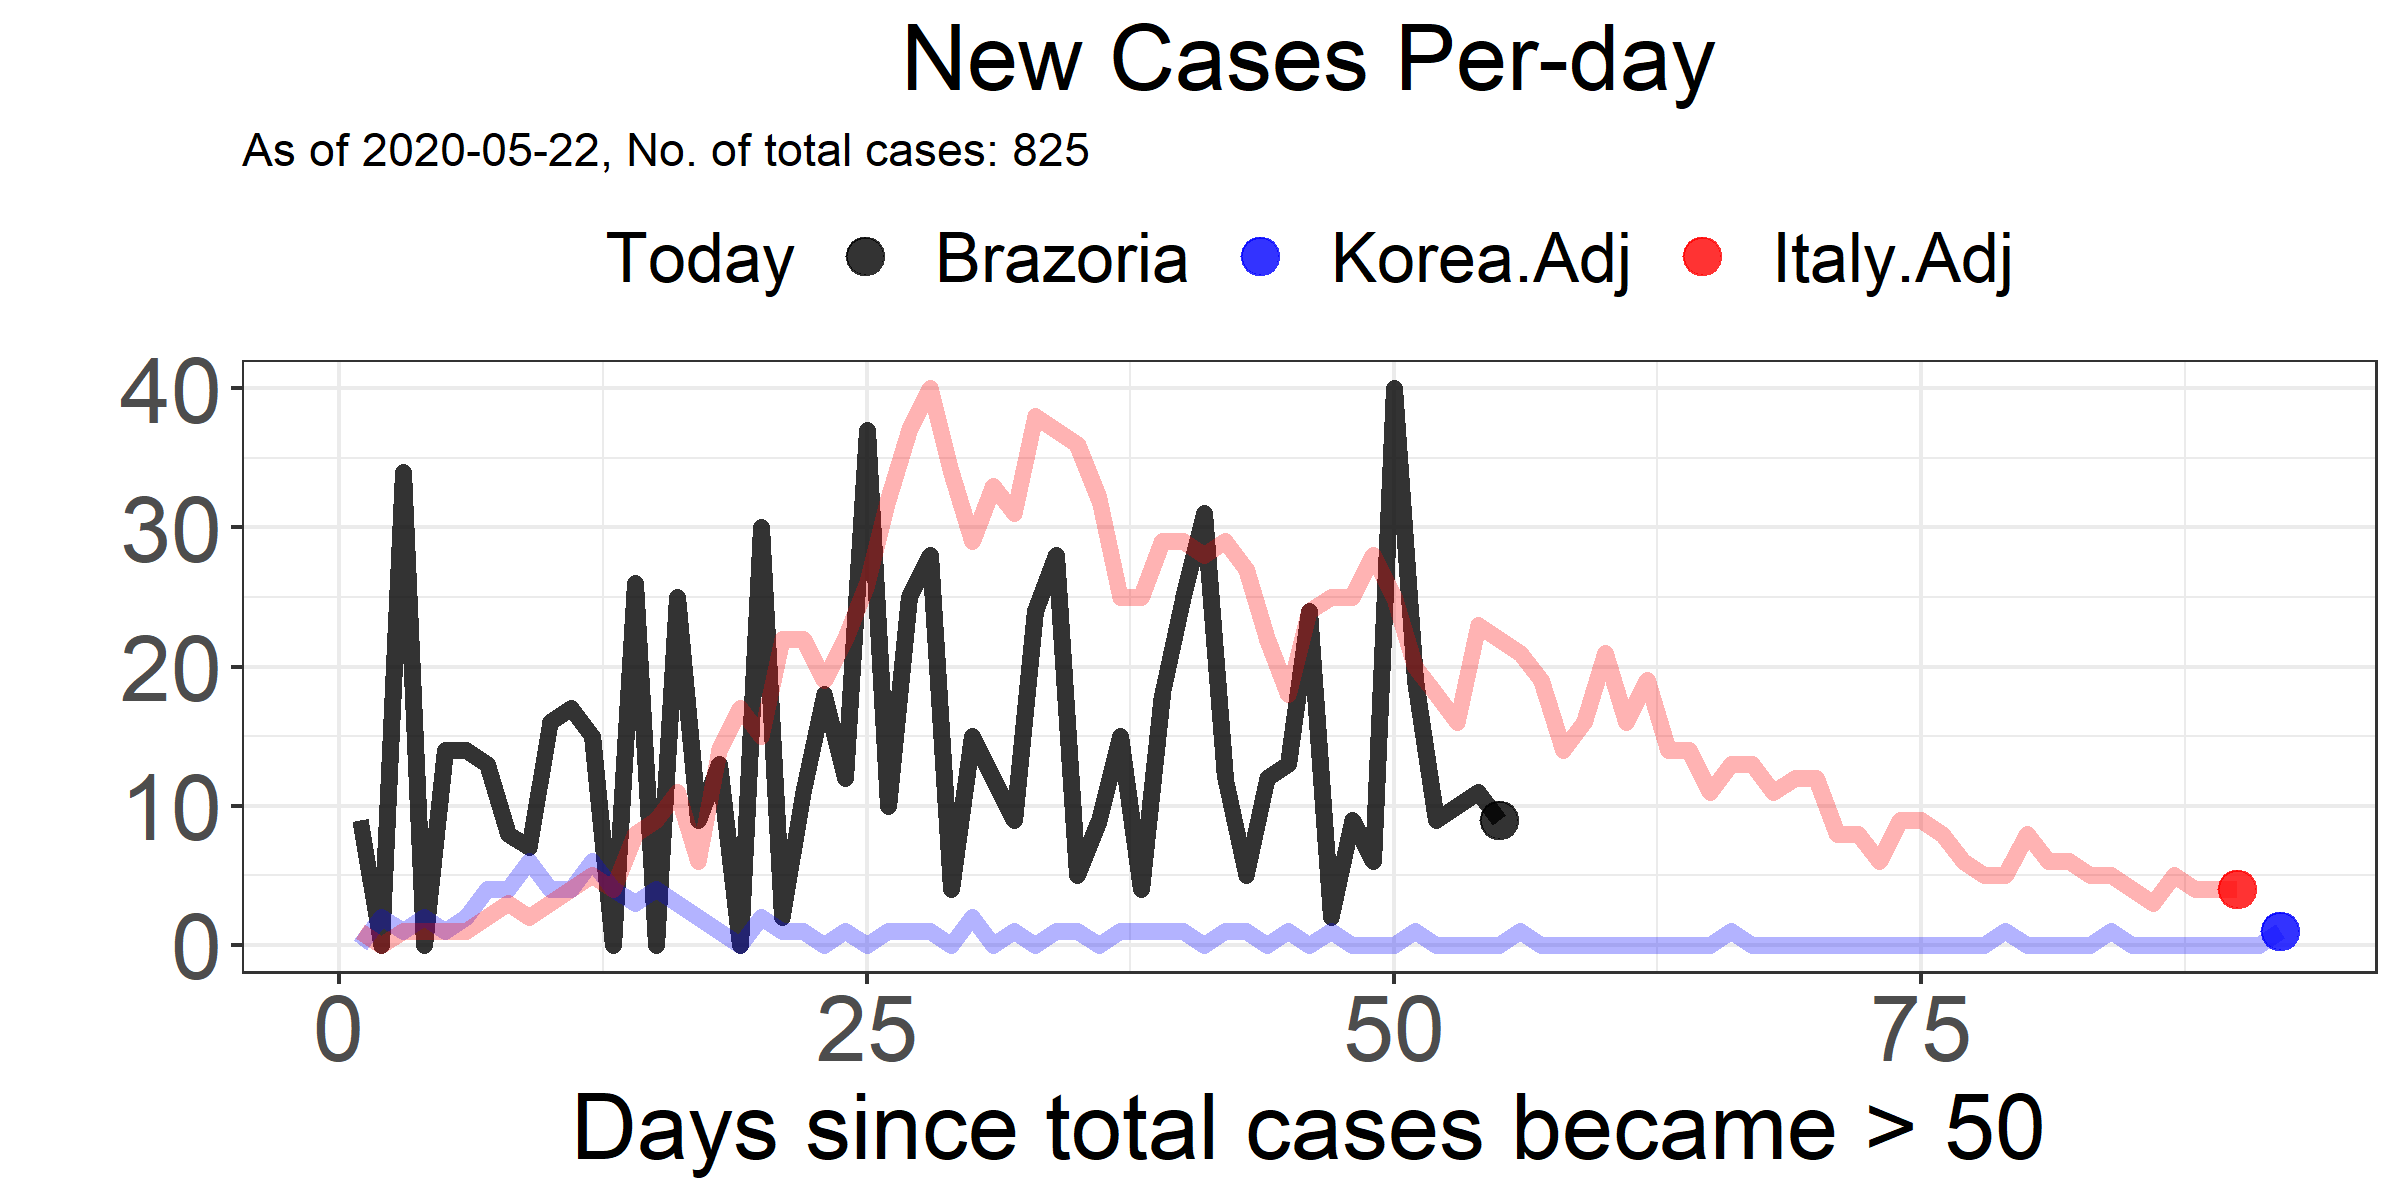 New Cases Per-day
As of 2020-05-22, No. of total cases: 825
Today Brazoria Korea.Adj Italy.Adj
40
30
20
10
0
0 25 50 75
Days since total cases became > 50